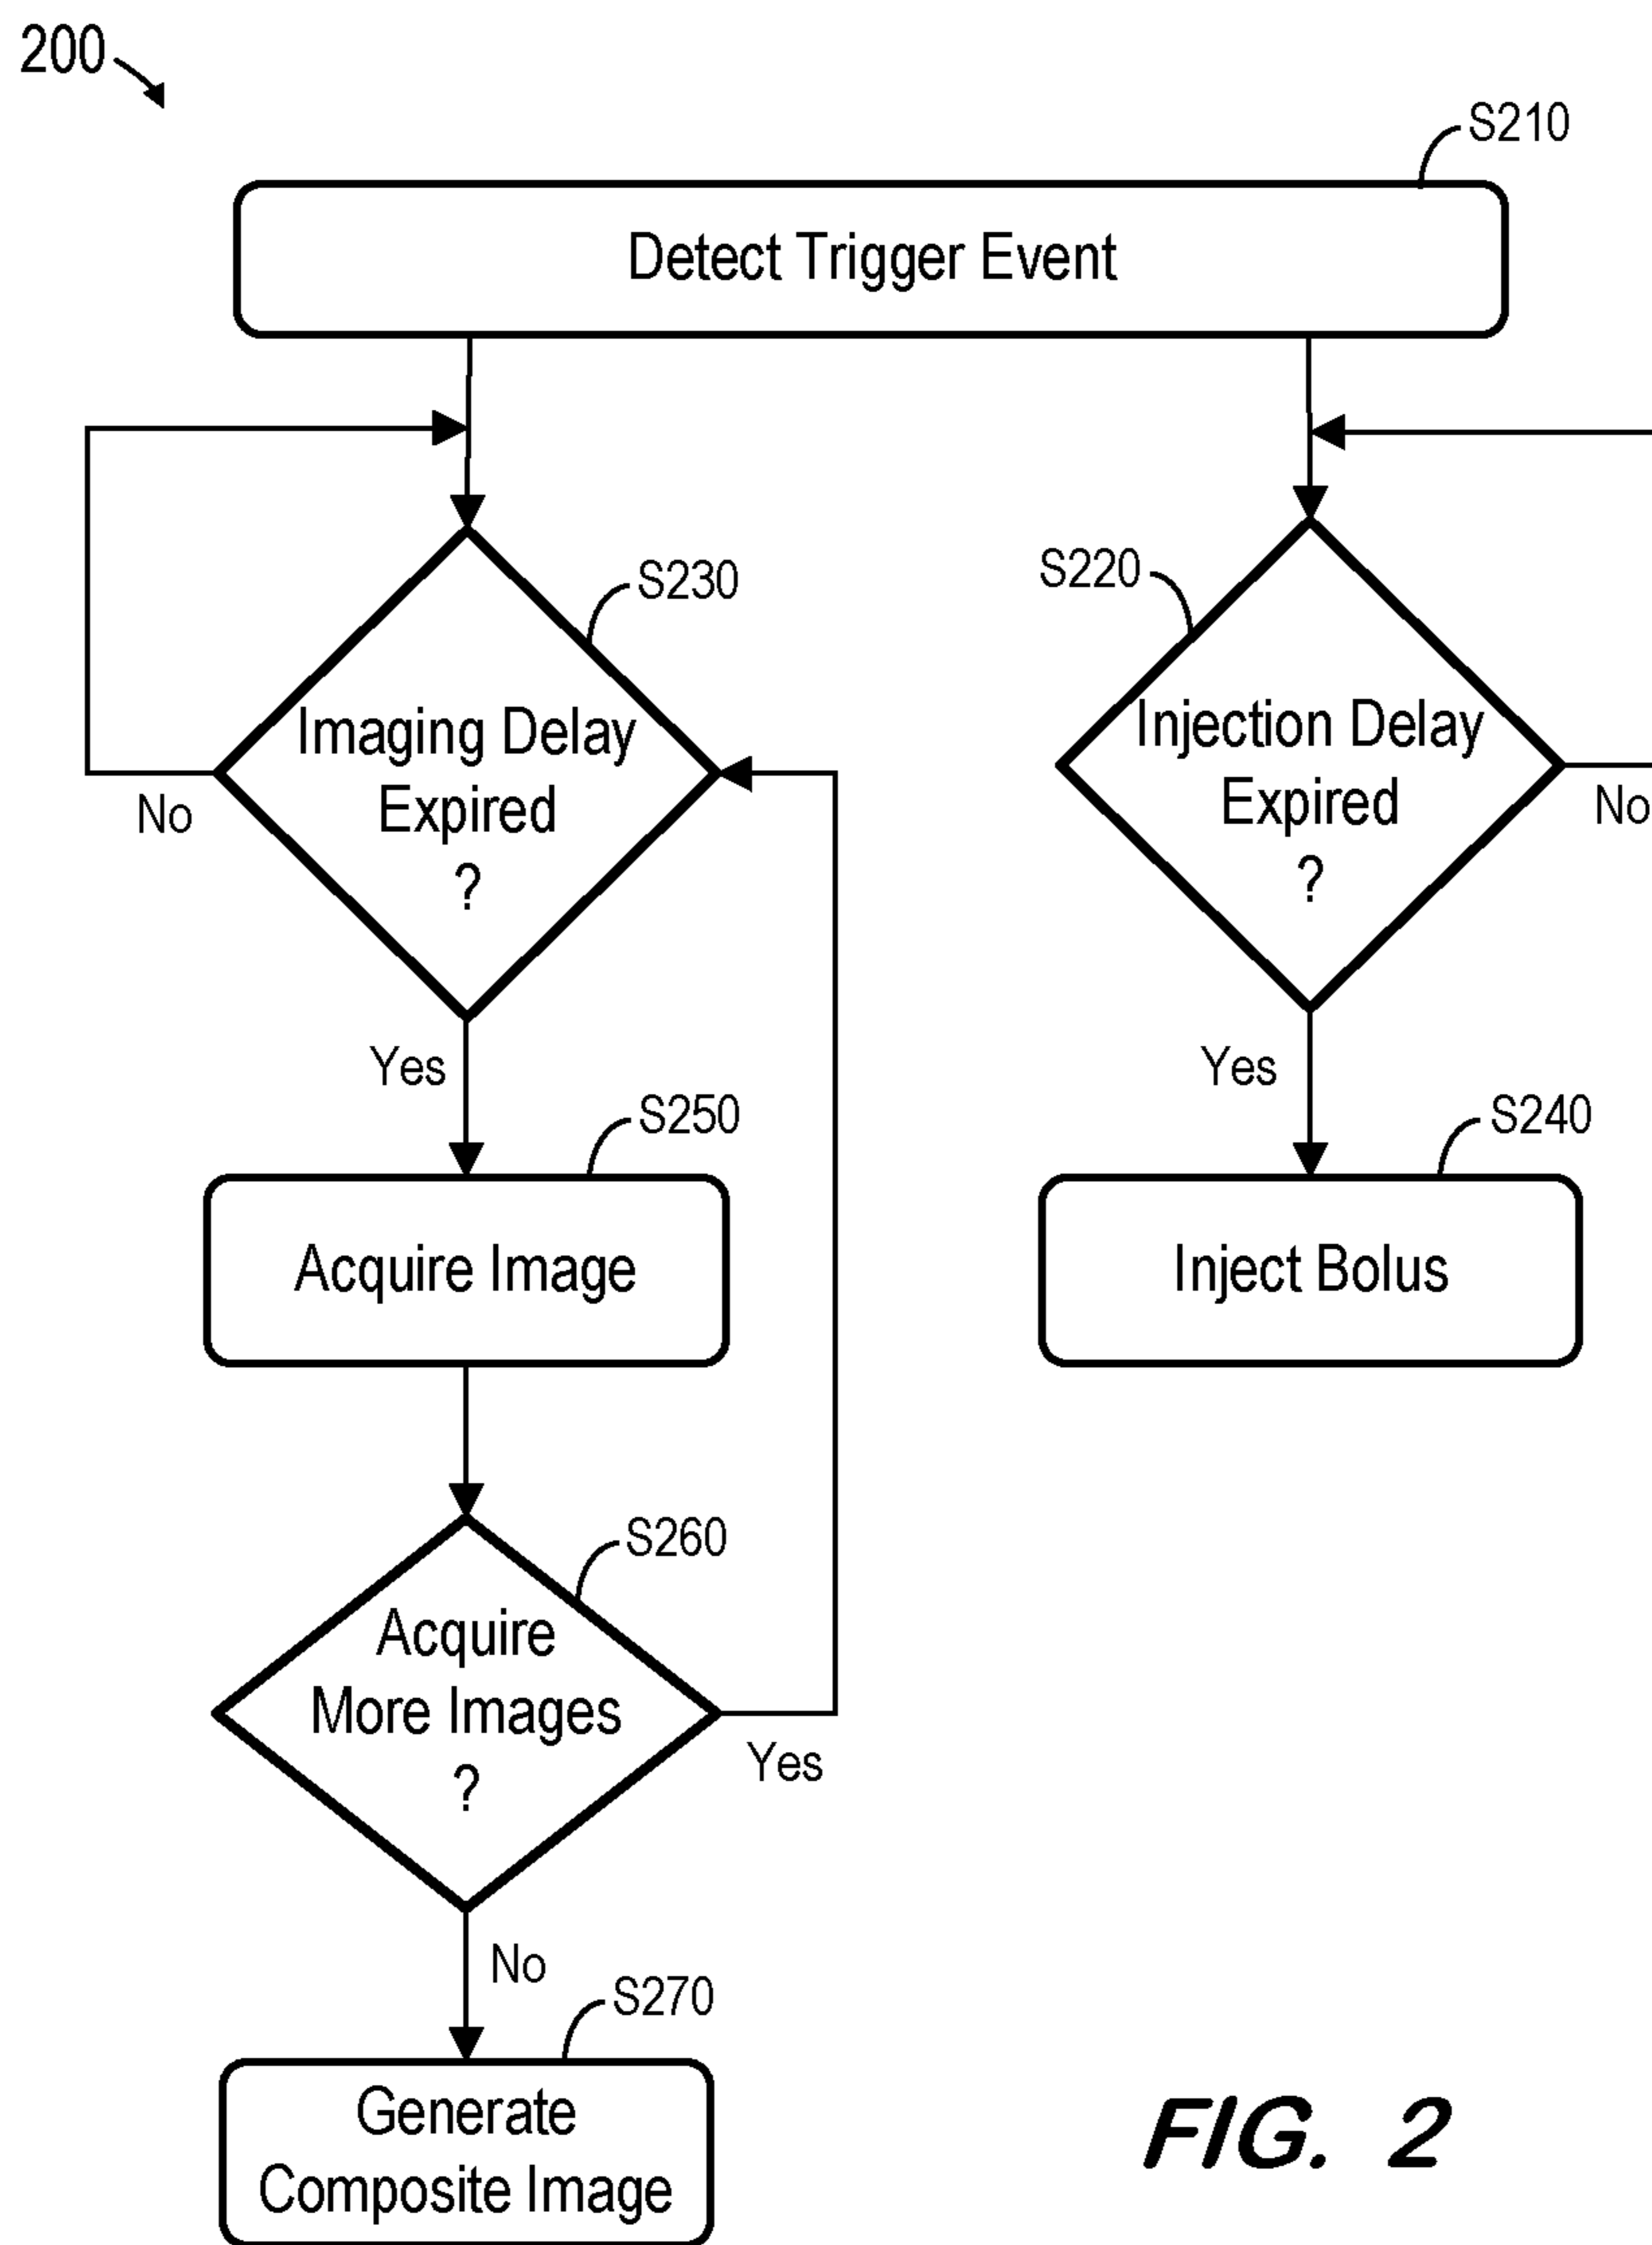 200
S210
Detect Trigger Event
S230
Imaging Delay
Expired
?
No
Yes
S220
Injection Delay
Expired
?
No
Yes
S250
Acquire Image
S240
Inject Bolus
S260
Acquire
More Images
?
Yes
No
S270
Generate
Composite Image
FIG. 2